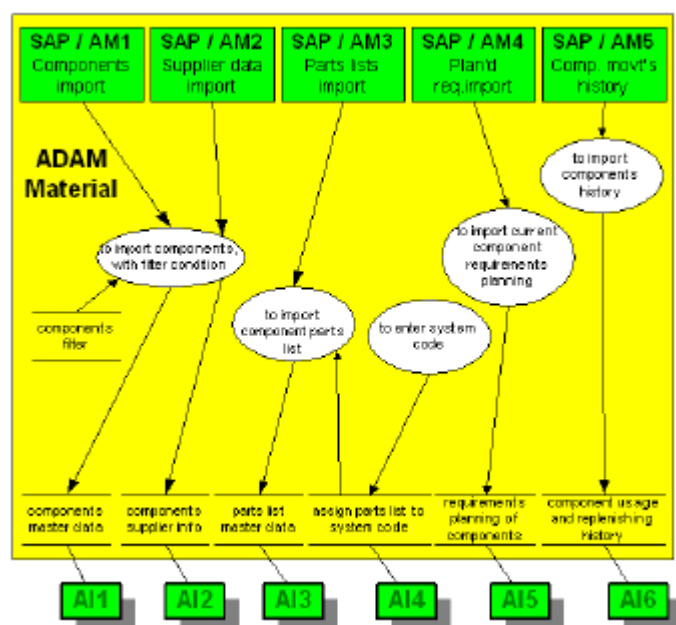 SAP / AM1
Components
import
SAP / AM2
Supplier data
import
SAP / AM3
Parts lists
import
SAP / AM4
Plan'd
req.import
SAP / AM5
Comp. movt's
history
ADAM
Material
to import
components
history
to import components,
with filter condition
to import current
component
requirements
planning
components
filter
to import
component parts
list
to enter system
code
components
master data
components
supplier info
parts list
master data
assign parts list to
system code
requirements
planning of
components
component usage
and replenishing
history
AI1
AI2
AI3
AI4
AI5
AI6